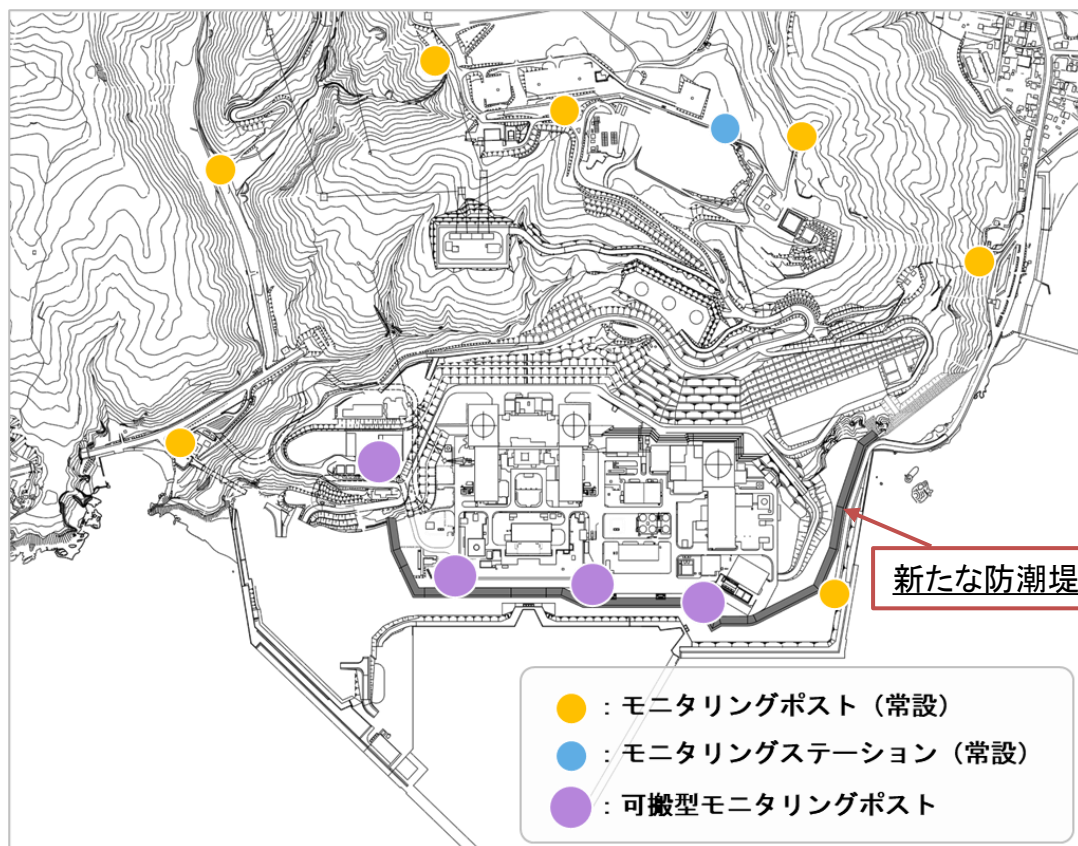 新たな防潮堤
：モニタリングポスト（常設）
：モニタリングステーション（常設）
：可搬型モニタリングポスト